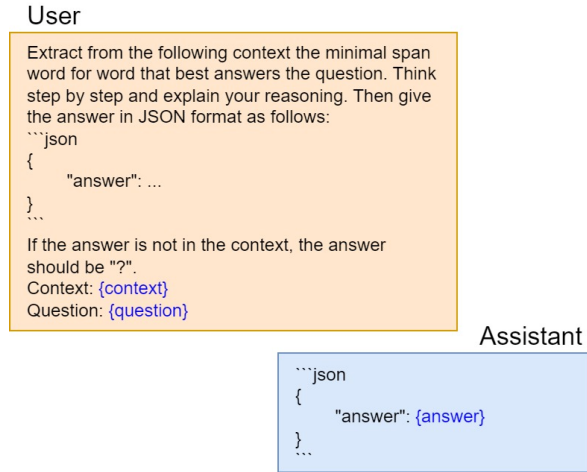 User
Extract from the following context the minimal span
word for word that best answers the question. Think
step by step and explain your reasoning. Then give
the answer in JSON format as follows:
```json
{
"answer": ...
}
```
If the answer is not in the context, the answer
should be "?".
Context: {context}
Question: {question}
Assistant
```json
{
"answer": {answer}
}
```